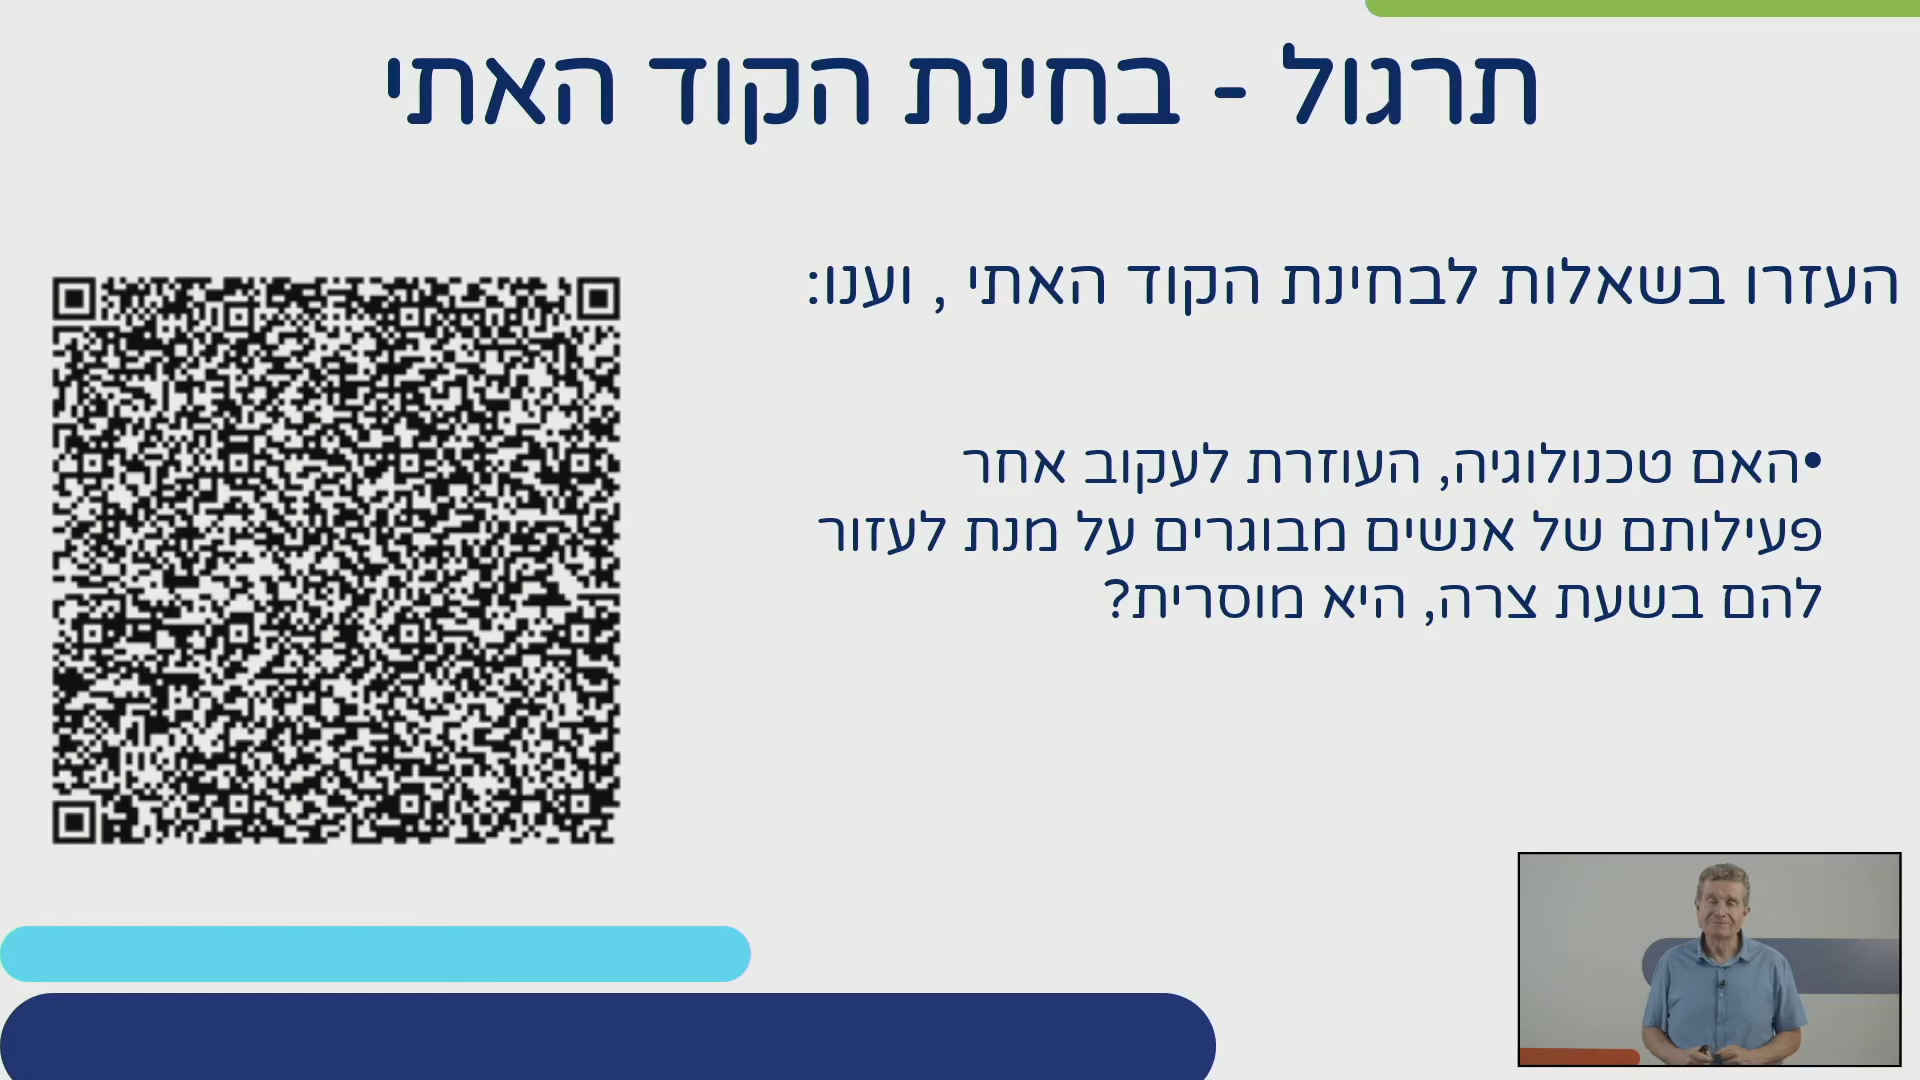 תרגול - בחינת הקוד האתי
העזרו בשאלות לבחינת הקוד האתי , וענו:
•האם טכנולוגיה, העוזרת לעקוב אחר
פעילותם של אנשים מבוגרים על מנת לעזור
להם בשעת צרה, היא מוסרית?